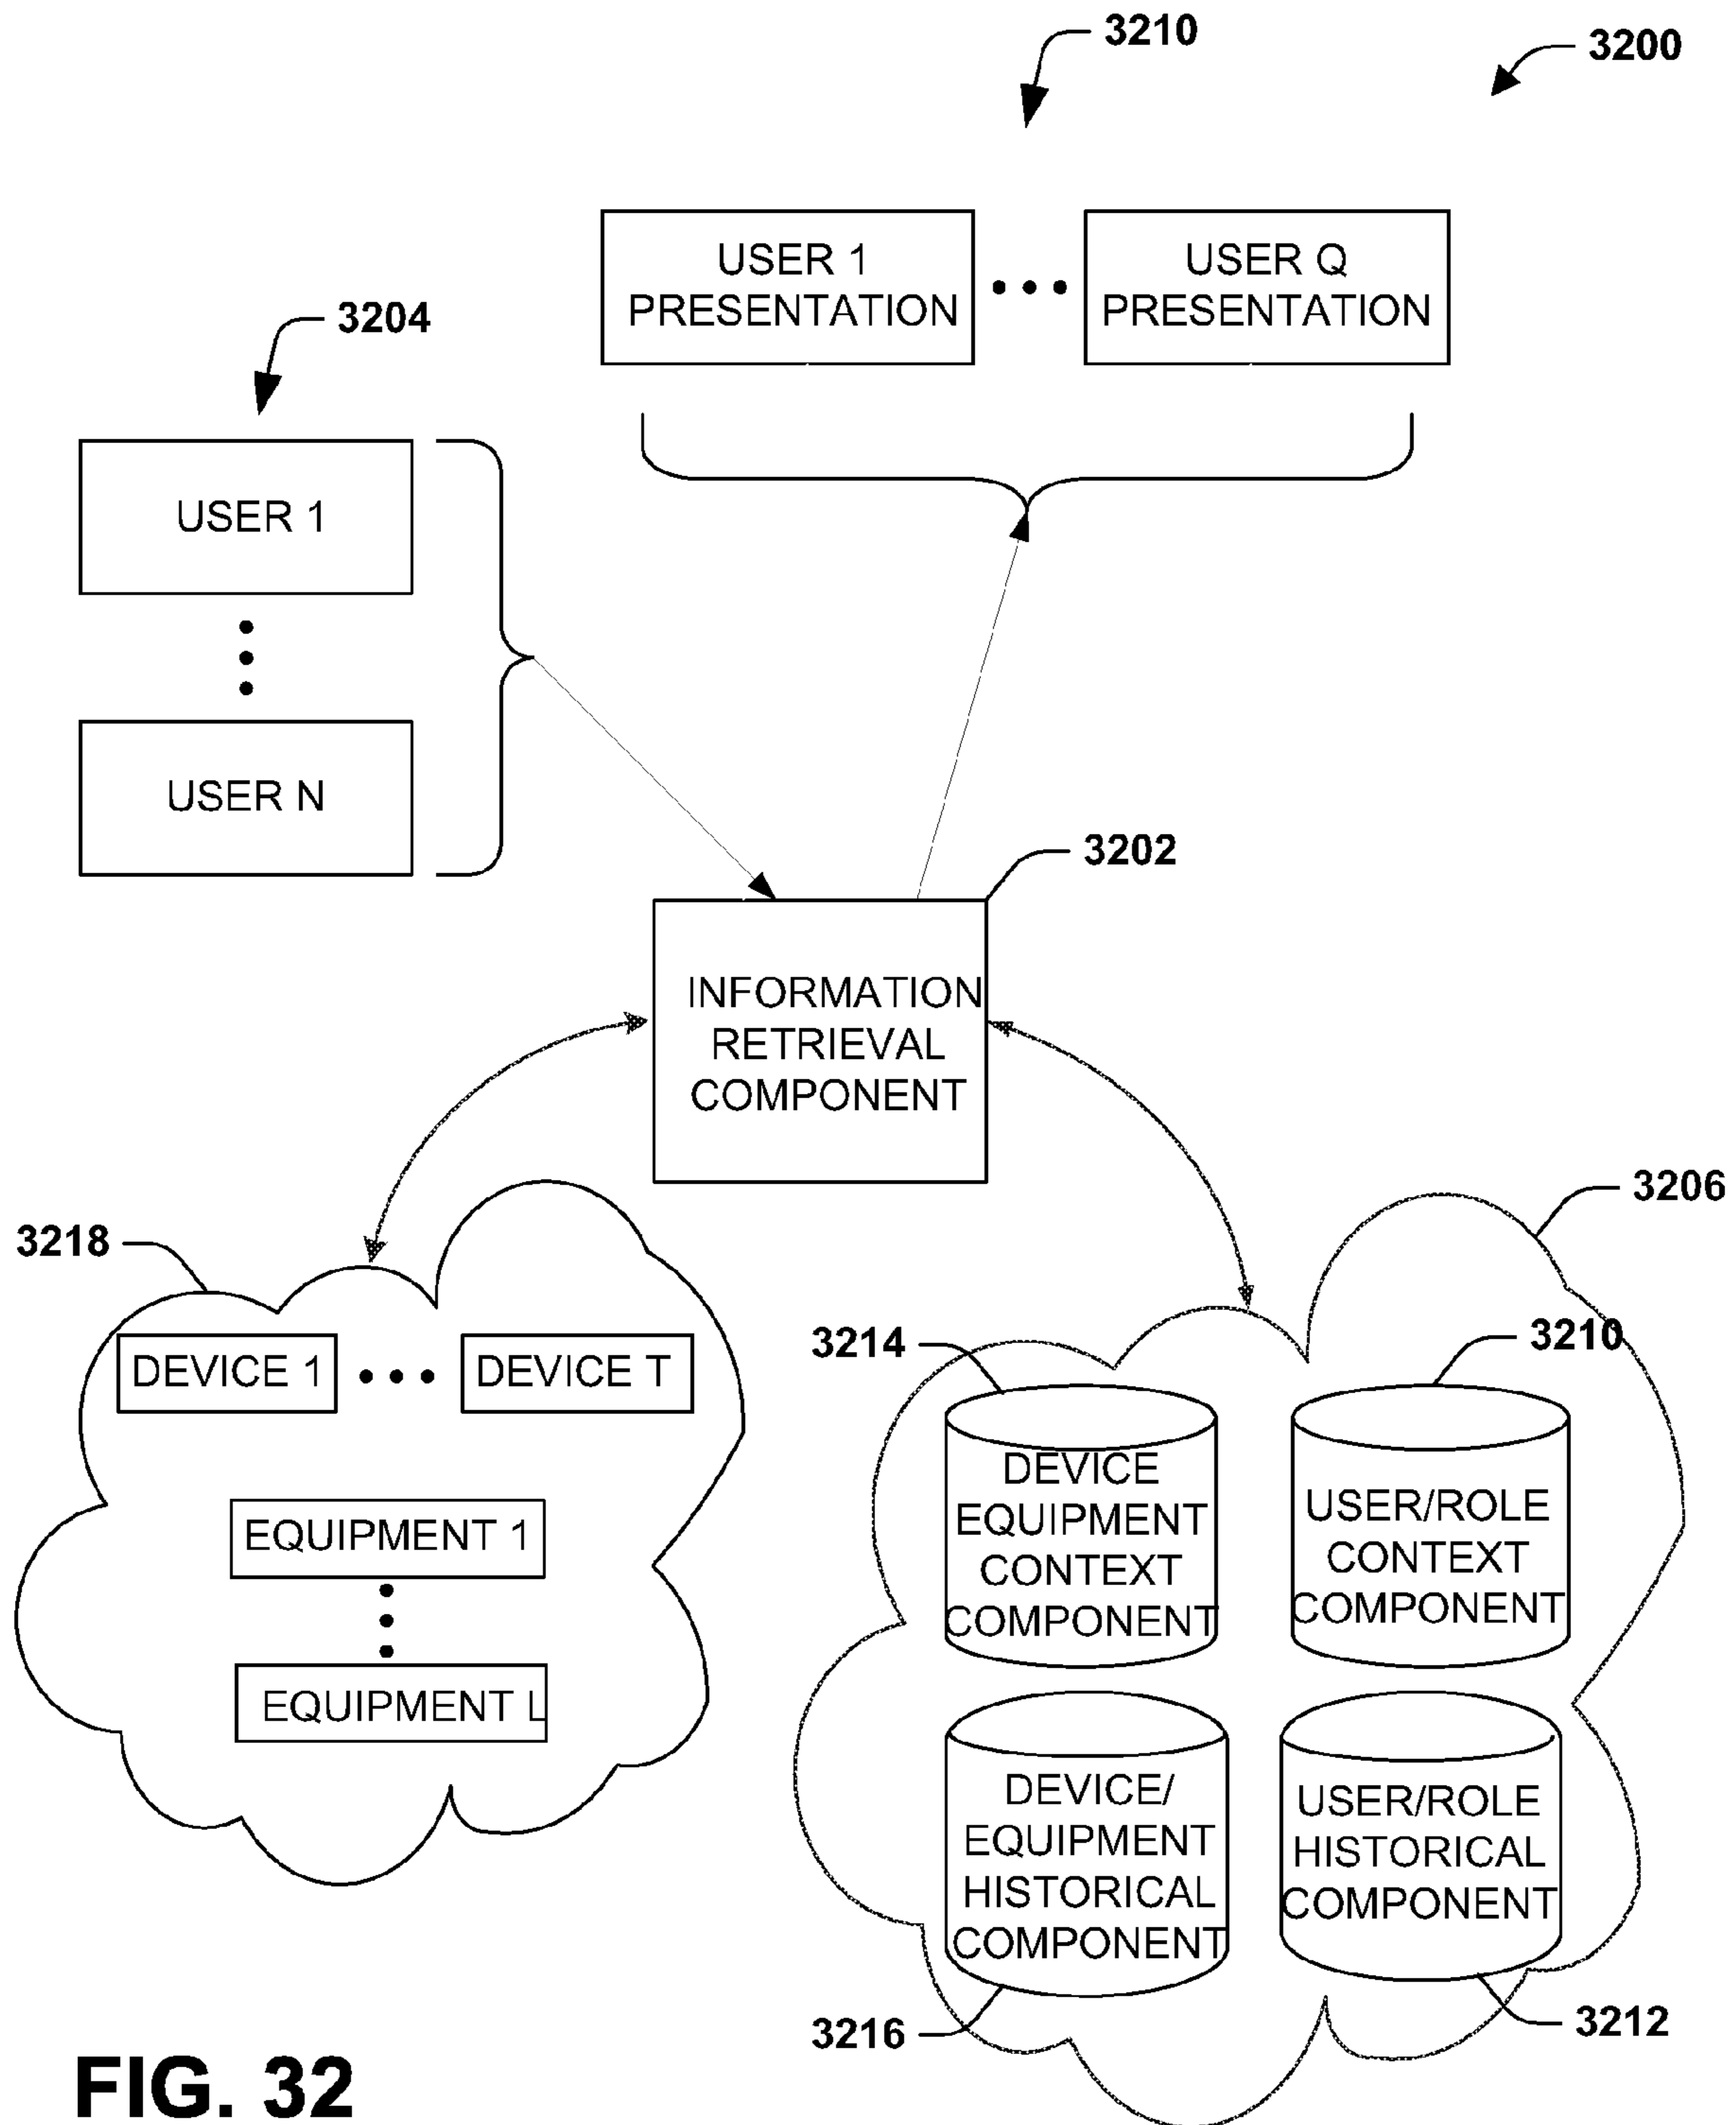 3210
3200
USER 1
PRESENTATION
USER Q
PRESENTATION
3204
USER 1
USER N
3202
INFORMATION
RETRIEVAL
COMPONENT
3206
3218
DEVICE 1
DEVICE T
EQUIPMENT 1
EQUIPMENT L
3214
3210
DEVICE
EQUIPMENT
CONTEXT
COMPONENT
USER/ROLE
CONTEXT
COMPONENT
DEVICE/
EQUIPMENT
HISTORICAL
COMPONENT
USER/ROLE
HISTORICAL
COMPONENT
3216
3212
FIG. 32